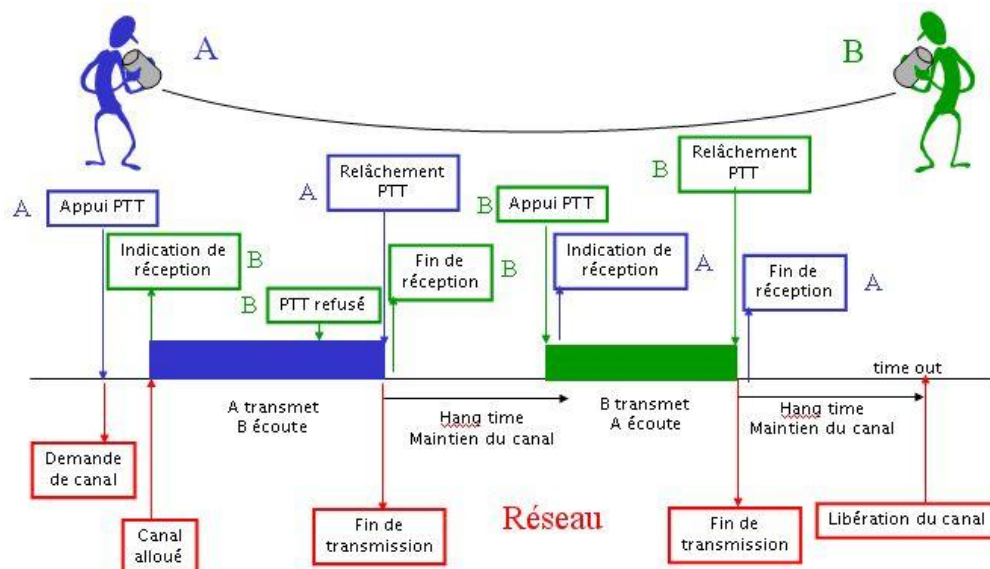 A
B
Relâchement
PTT
B
Relâchement
PTT
A
A
Appui PTT
B
Appui PTT
Indication de
réception
B
Fin de
réception
B
Indication de
réception
A
Fin de
réception
A
B
PTT refusé
time out
A transmet
B écoute
Hang time
Maintien du canal
B transmet
A écoute
Hang time
Maintien du canal
Demande
de canal
Canal
alloué
Fin de
transmission
Réseau
Fin de
transmission
Libération du canal